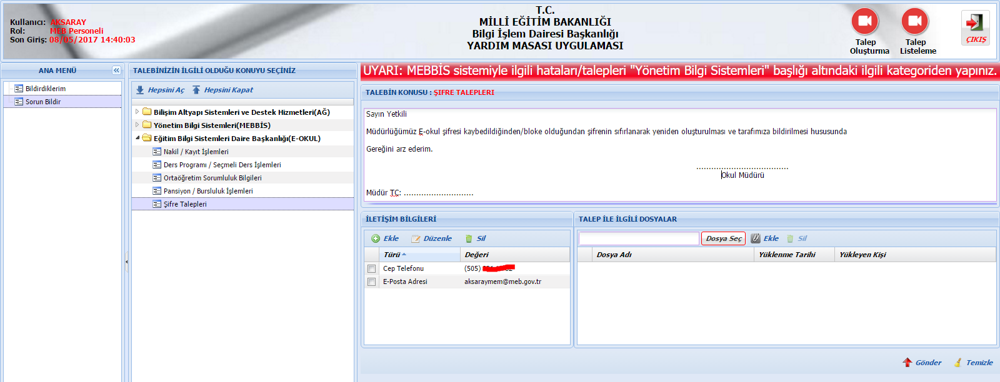 Kullanıcı: AKSARAY
Rol: MEB Personeli
Son Giriş: 08/05/2017 14:40:03
T.C.
MİLLİ EĞİTİM BAKANLIĞI
Bilgi İşlem Dairesi Başkanlığı
YARDIM MASASI UYGULAMASI
Talep Oluşturma
Talep Listeleme
ÇIKIŞ
ANA MENÜ
Bildirdiklerim
Sorun Bildir
TALEBİNİZİN İLGİLİ OLDUĞU KONUYU SEÇİNİZ
Hepsini Aç Hepsini Kapat
Bilişim Altyapı Sistemleri ve Destek Hizmetleri(AĞ)
Yönetim Bilgi Sistemleri(MEBBİS)
Eğitim Bilgi Sistemleri Daire Başkanlığı(E-OKUL)
Nakil / Kayıt İşlemleri
Ders Programı / Seçmeli Ders İşlemleri
Ortaöğretim Sorumluluk Bilgileri
Pansiyon / Bursluluk İşlemleri
Şifre Talepleri
UYARI: MEBBİS sistemiyle ilgili hataları/talepleri "Yönetim Bilgi Sistemleri" başlığı altındaki ilgili kategoriden yapınız.
TALEBİN KONUSU : ŞIFRE TALEPLERI
Sayın Yetkili
Müdürlüğümüz E-okul şifresi kaybedildiğinden/bloke olduğundan şifrenin sıfırlanarak yeniden oluşturulması ve tarafımıza bildirilmesi hususunda
Gereğini arz ederim.
.....................................
Okul Müdürü
Müdür TC: ............................
İLETİŞİM BİLGİLERİ
Ekle Düzenle Sil
Türü Değeri
Cep Telefonu (505)
E-Posta Adresi aksaraymem@meb.gov.tr
TALEP İLE İLGİLİ DOSYALAR
Dosya Seç Ekle Sil
Dosya Adı Yüklenme Tarihi Yükleyen Kişi
Gönder Temizle